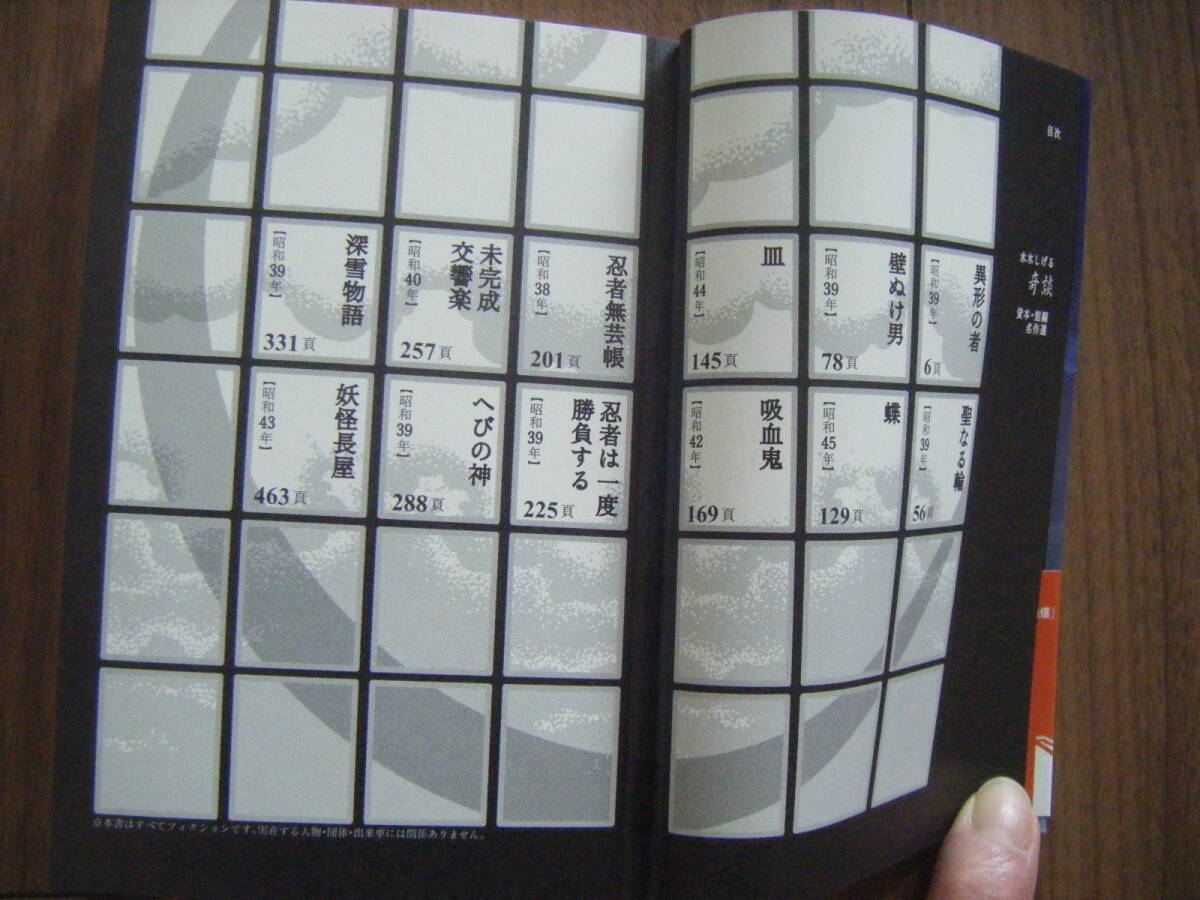 目次
水木しげる
奇談
貸本・短編
名作選
異形の者
【昭和39年】
6頁
聖なる輪
【昭和39年】
56頁
壁ぬけ男
【昭和39年】
78頁
蝶
【昭和45年】
129頁
皿
【昭和44年】
145頁
吸血鬼
【昭和42年】
169頁
忍者無芸帳
【昭和38年】
201頁
忍者は一度
勝負する
【昭和39年】
225頁
未完成
交響楽
【昭和40年】
257頁
へびの神
【昭和39年】
288頁
深雪物語
【昭和39年】
331頁
妖怪長屋
【昭和43年】
463頁
※本書はすべてフィクションです。実在する人物・団体・出来事には関係ありません。
信」